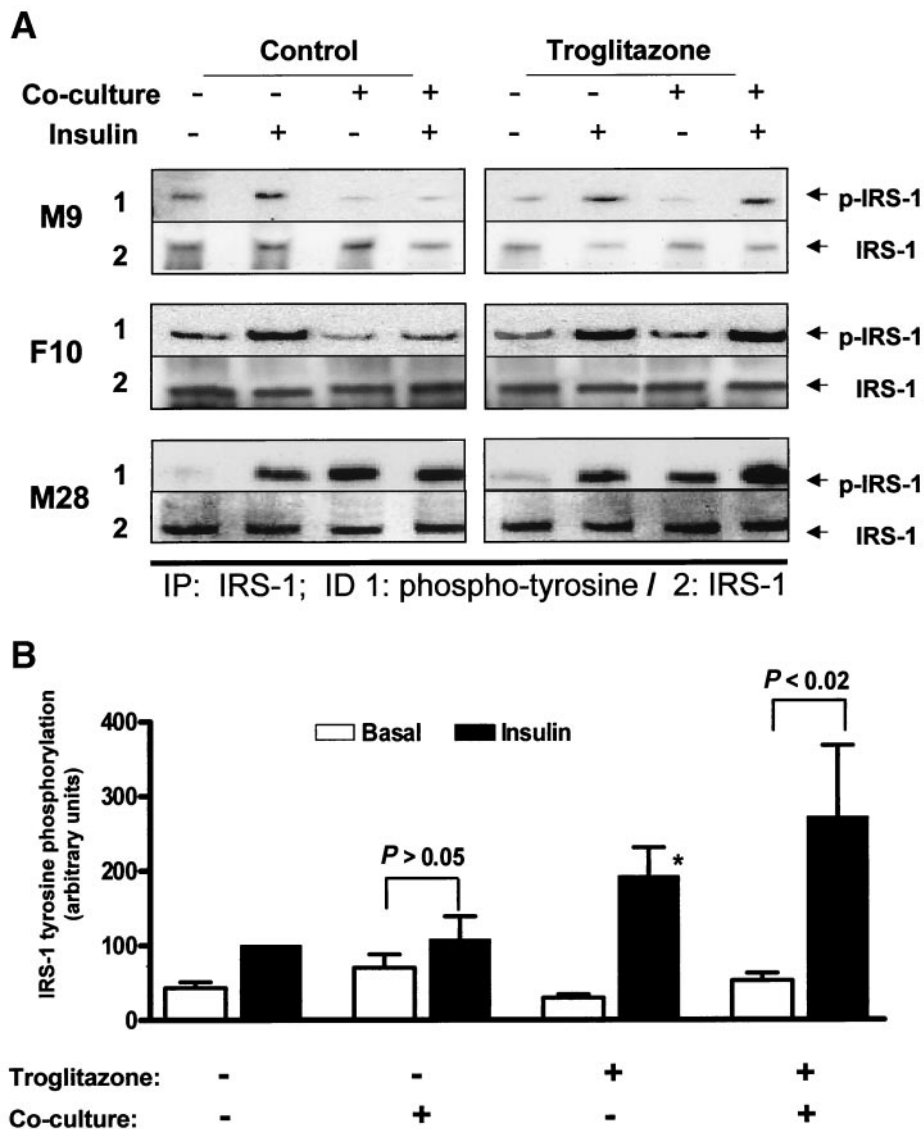 A
Control Troglitazone
Co-culture - - + + - - + +
Insulin - + - + - + - +
M9 1 p-IRS-1
2 IRS-1
F10 1 p-IRS-1
2 IRS-1
M28 1 p-IRS-1
2 IRS-1
IP: IRS-1; ID 1: phospho-tyrosine / 2: IRS-1
B
IRS-1 tyrosine phosphorylation
(arbitrary units)
400
300
200
100
0
Basal Insulin
P > 0.05
*
P < 0.02
Troglitazone: - - + +
Co-culture: - + - +